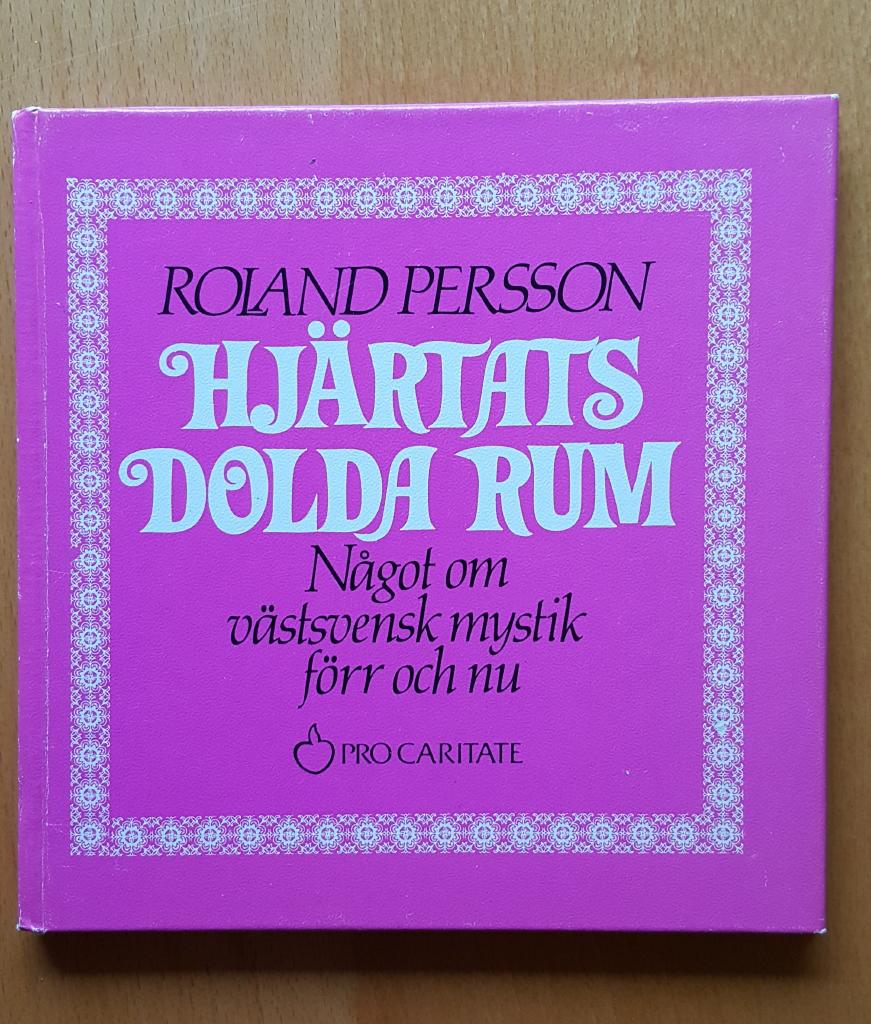 ROLAND PERSSON
HJÄRTATS
DOLDA RUM
Något om
västsvensk mystik
förr och nu
PRO CARITATE